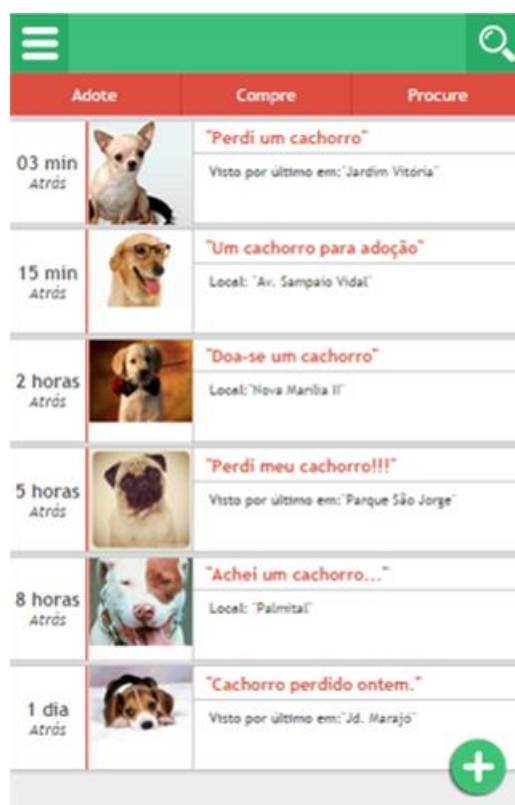 Adote Compre Procure
03 min
Atrás
"Perdi um cachorro"
Visto por último em:"Jardim Vitória"
15 min
Atrás
"Um cachorro para adoção"
Local: "Av. Sampaio Vidal"
2 horas
Atrás
"Doa-se um cachorro"
Local:"Nova Marília II"
5 horas
Atrás
"Perdi meu cachorro!!!"
Visto por último em:"Parque São Jorge"
8 horas
Atrás
"Achei um cachorro..."
Local: "Palmital"
1 dia
Atrás
"Cachorro perdido ontem."
Visto por último em:"Jd. Marajó"